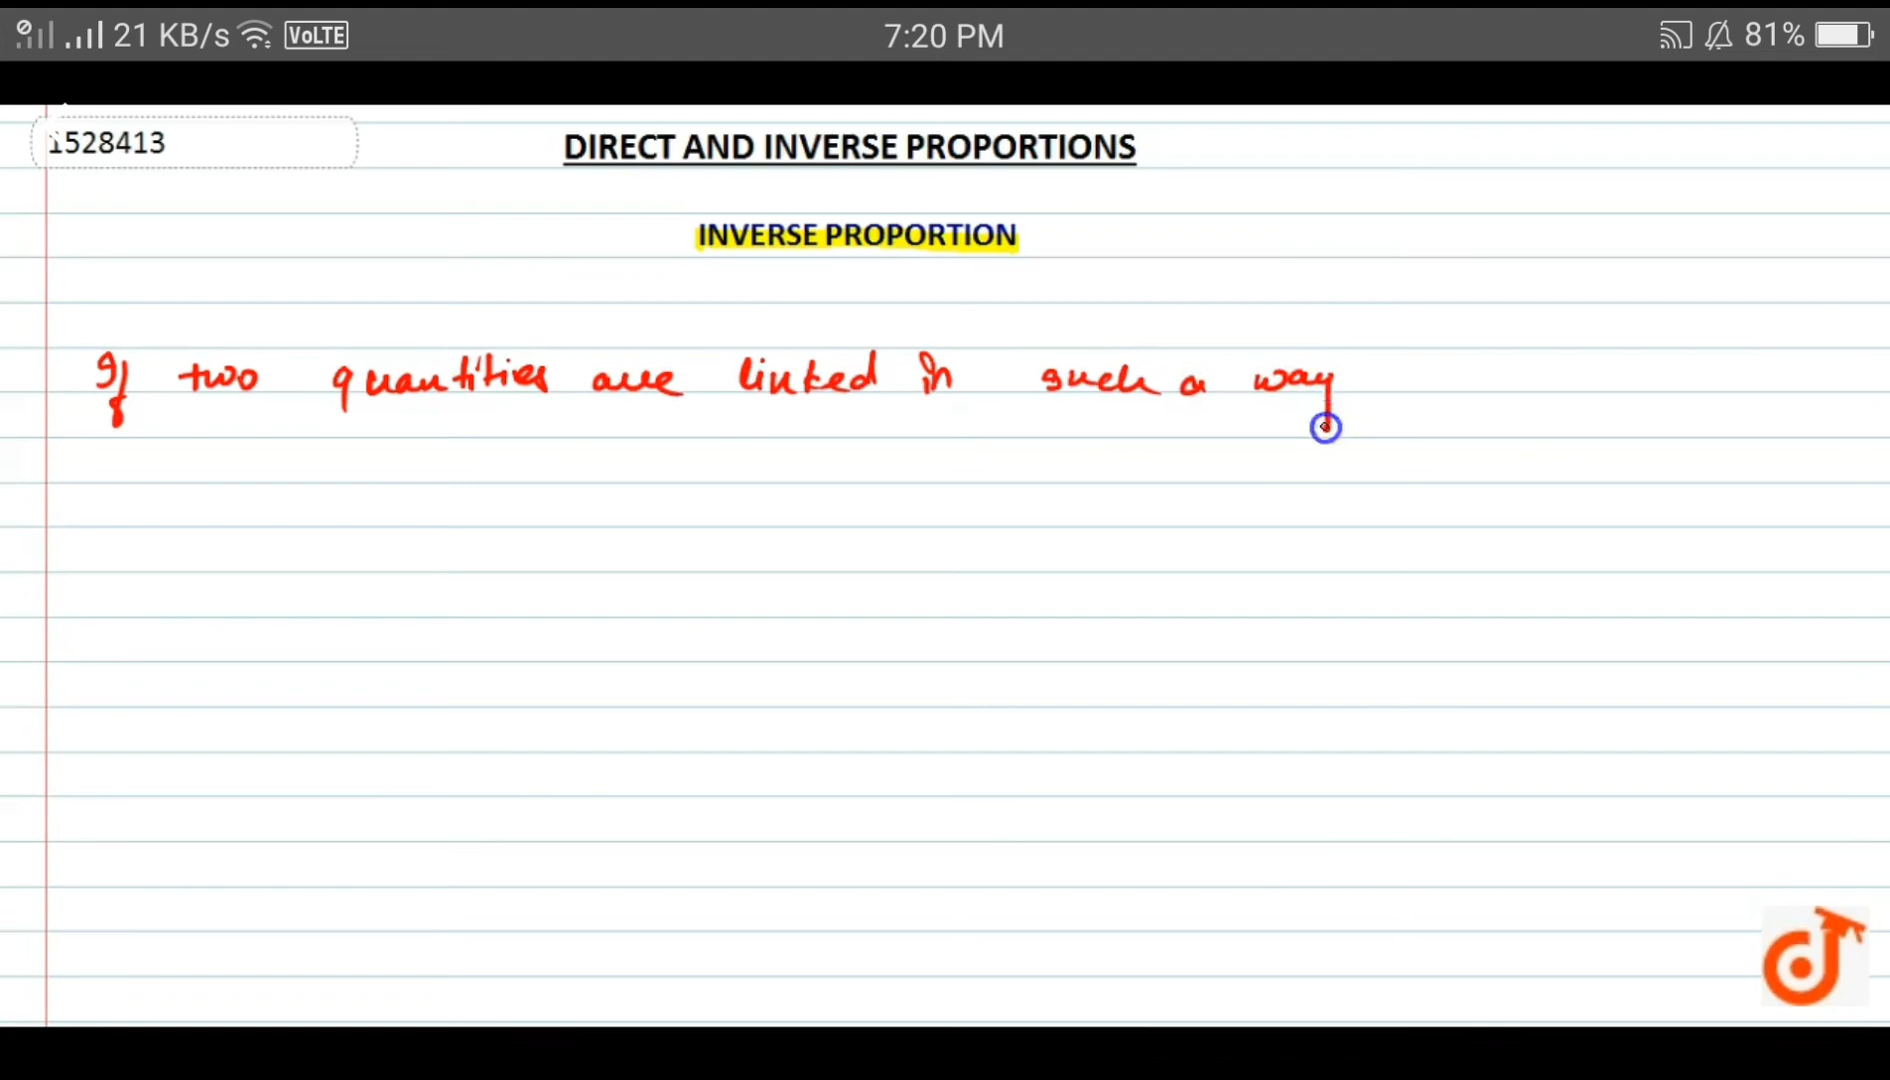 21 KB/s VoLTE 7:20 PM 81%
1528413
DIRECT AND INVERSE PROPORTIONS
INVERSE PROPORTION
If two quantities are linked in such a way